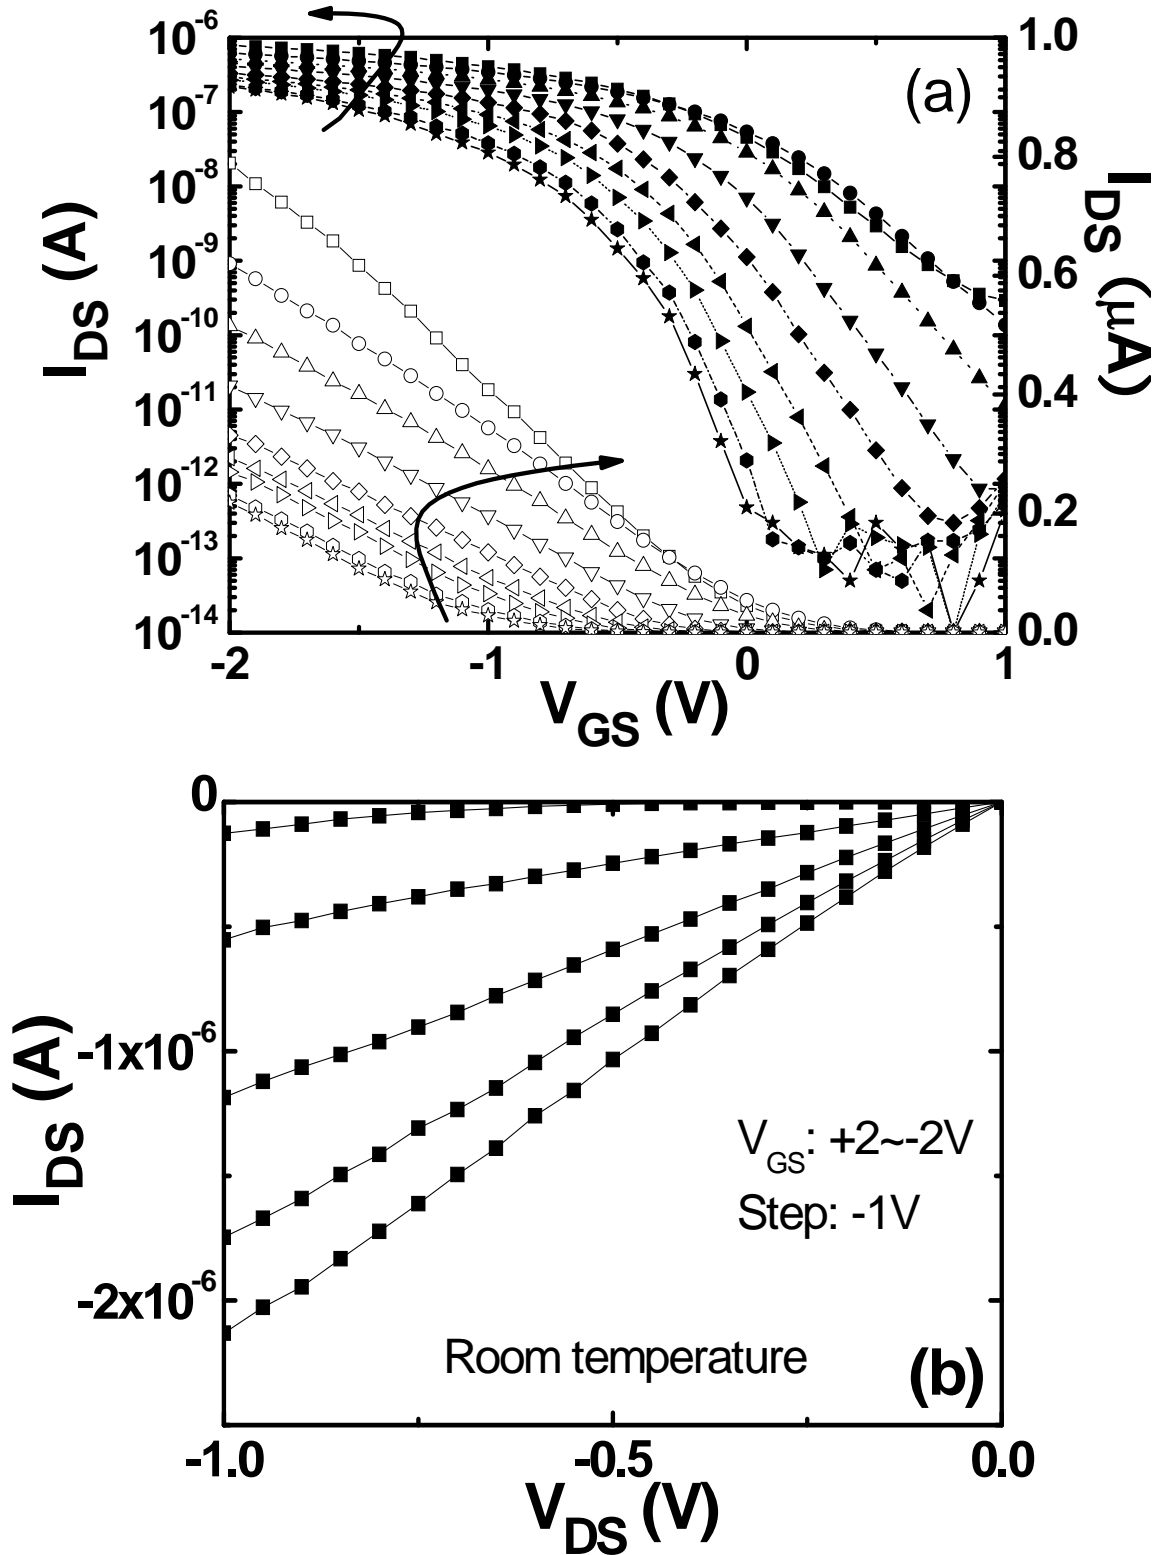 (a)
10⁻⁶
10⁻⁷
10⁻⁸
10⁻⁹
10⁻¹⁰
10⁻¹¹
10⁻¹²
10⁻¹³
10⁻¹⁴
I_DS (A)
1.0
0.8
0.6
0.4
0.2
0.0
I_DS (μA)
-2 -1 0 1
V_GS (V)
0
-1x10⁻⁶
-2x10⁻⁶
I_DS (A)
V_GS: +2~-2V
Step: -1V
Room temperature
(b)
-1.0 -0.5 0.0
V_DS (V)